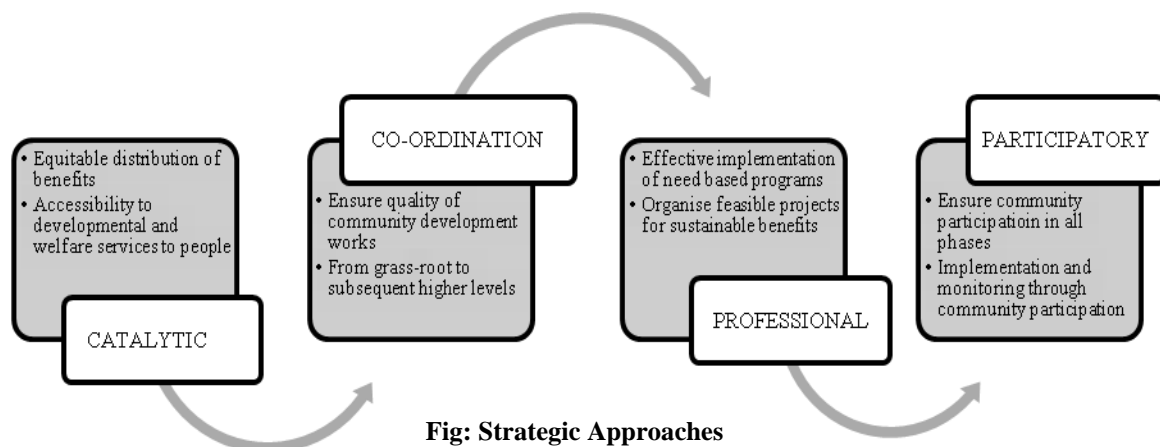 • Equitable distribution of
benefits
• Accessibility to
developmental and
welfare services to people
CATALYTIC
CO-ORDINATION
• Ensure quality of
community development
works
• From grass-root to
subsequent higher levels
• Effective implementation
of need based programs
• Organise feasible projects
for sustainable benefits
PROFESSIONAL
PARTICIPATORY
• Ensure community
participatioin in all
phases
• Implementation and
monitoring through
community participation
Fig: Strategic Approaches